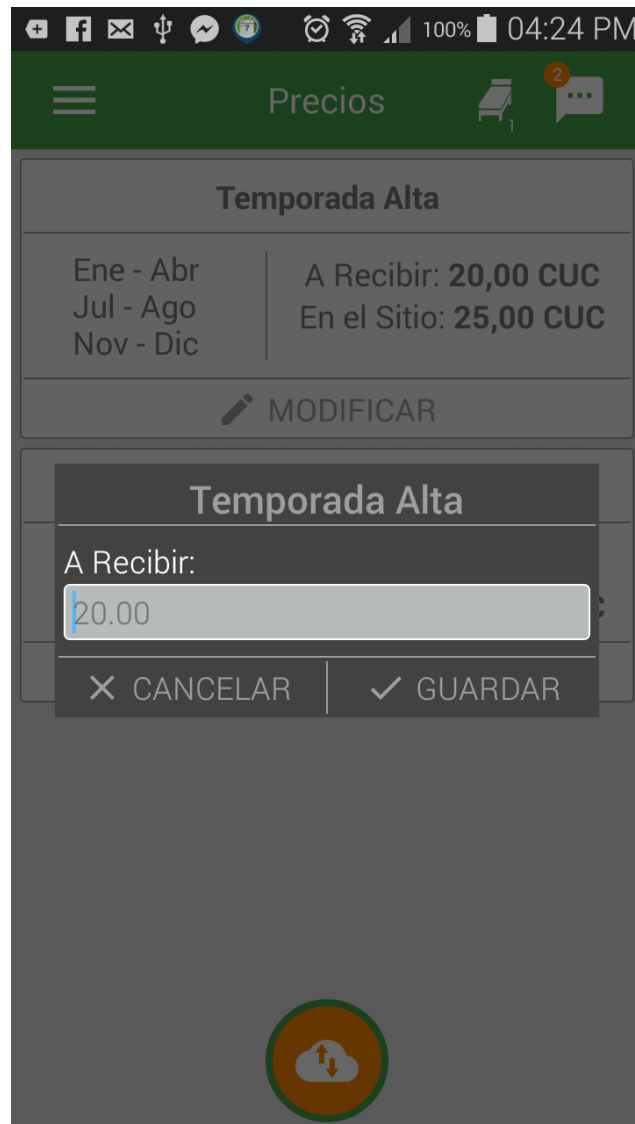 100% 04:24 PM
Precios
1
2
Temporada Alta
Ene - Abr
Jul - Ago
Nov - Dic
A Recibir: 20,00 CUC
En el Sitio: 25,00 CUC
MODIFICAR
Temporada Alta
A Recibir:
20.00
CANCELAR
GUARDAR